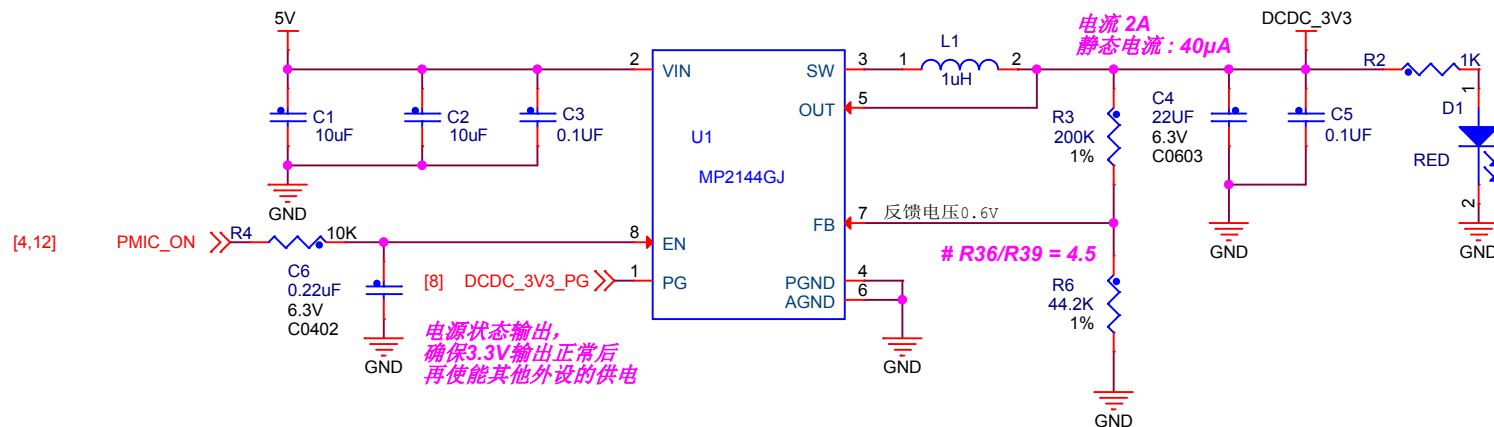 5V
C1
10uF
C2
10uF
C3
0.1UF
GND
2
VIN
U1
MP2144GJ
SW
3
OUT
5
FB
7
8
EN
1
PG
PGND
4
AGND
6
1
L1
2
1uH
电流 2A
静态电流 : 40µA
DCDC_3V3
R2
1K
R3
200K
1%
C4
22UF
6.3V
C0603
C5
0.1UF
GND
D1
1
RED
2
GND
反馈电压0.6V
# R36/R39 = 4.5
R6
44.2K
1%
GND
GND
[4,12]
PMIC_ON
R4
10K
C6
0.22uF
6.3V
C0402
GND
[8]
DCDC_3V3_PG
电源状态输出，
确保3.3V输出正常后
再使能其他外设的供电